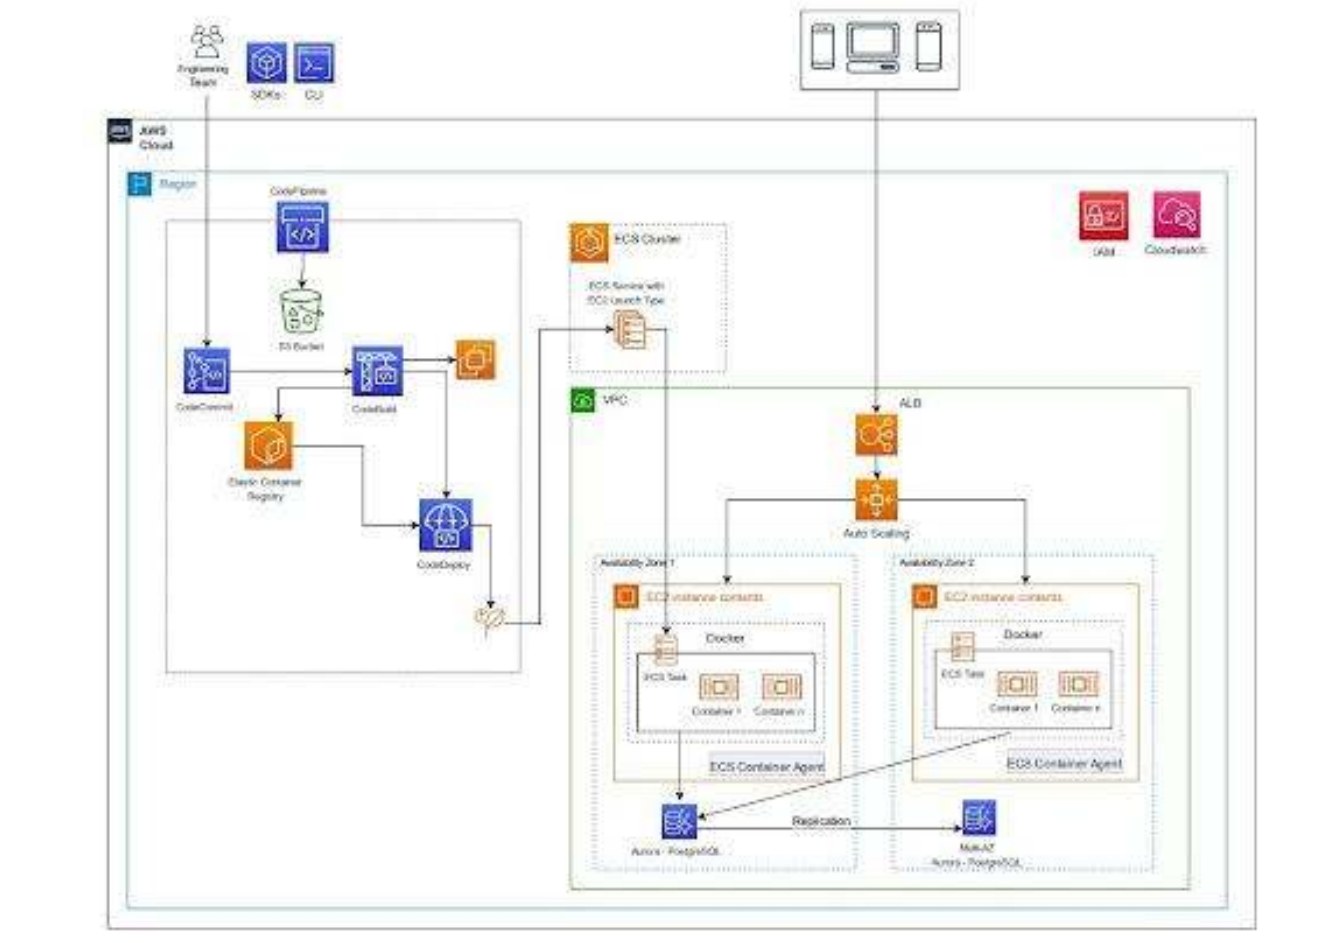 Engineering
Team
SDKs
CLI
aws
AWS
Cloud
Region
CodePipeline
S3 Bucket
CodeCommit
CodeBuild
Elastic Container
Registry
CodeDeploy
ECS Cluster
ECS Service with
EC2 Launch Type
IAM
Cloudwatch
VPC
ALB
Auto Scaling
Availability Zone 1
EC2 instance contents
Docker
ECS Task
Container 1
Container n
ECS Container Agent
Aurora - PostgreSQL
Replication
Availability Zone 2
EC2 instance contents
Docker
ECS Task
Container 1
Container n
ECS Container Agent
Multi-AZ
Aurora - PostgreSQL